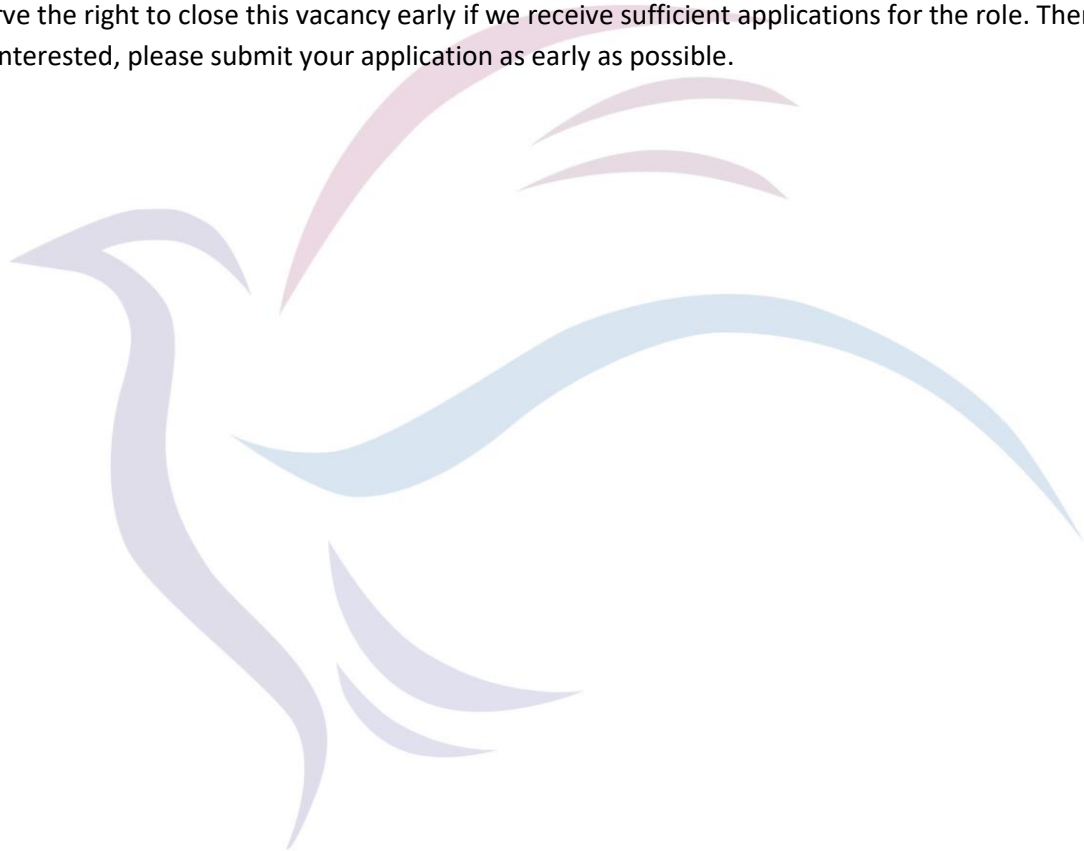 rve the right to close this vacancy early if we receive sufficient applications for the role. Ther
nterested, please submit your application as early as possible.